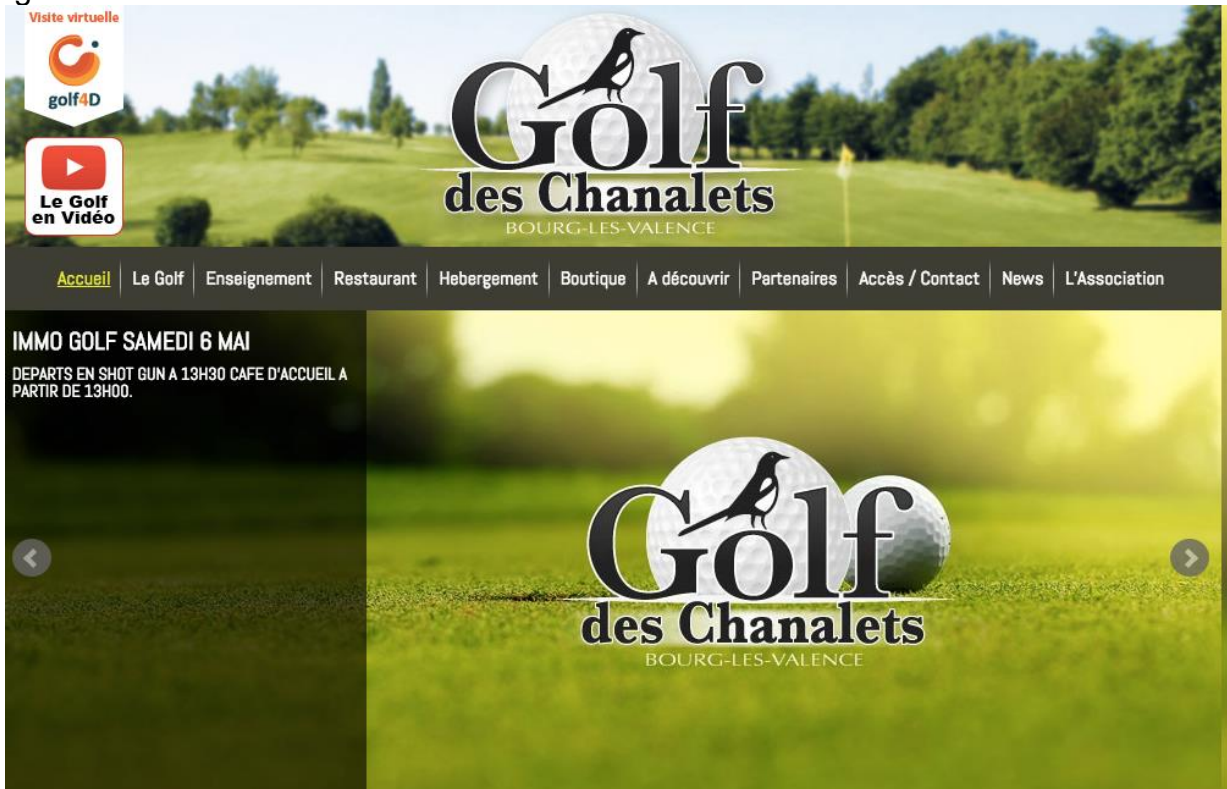 Visite virtuelle
golf4D
Le Golf
en Vidéo
Golf
des Chanalets
BOURG-LES-VALENCE
Accueil Le Golf Enseignement Restaurant Hebergement Boutique A découvrir Partenaires Accès / Contact News L'Association
IMMO GOLF SAMEDI 6 MAI
DEPARTS EN SHOT GUN A 13H30 CAFE D'ACCUEIL A
PARTIR DE 13H00.
Golf
des Chanalets
BOURG-LES-VALENCE